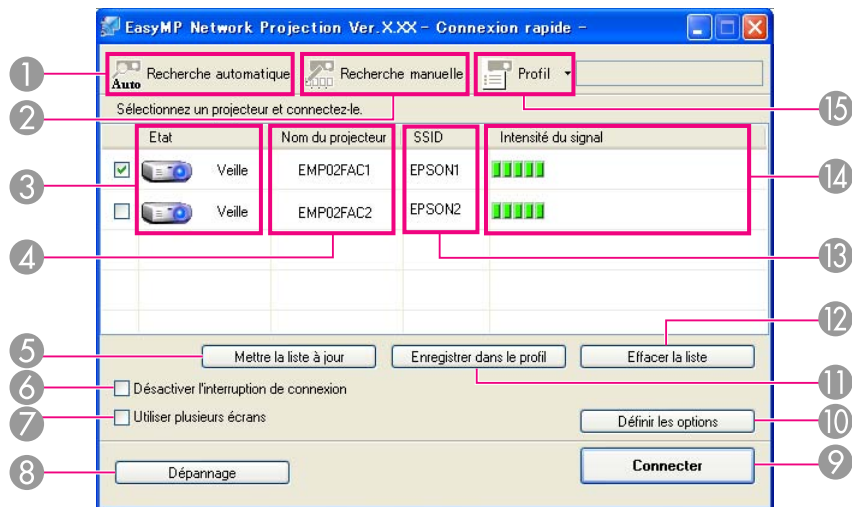 EasyMP Network Projection Ver.X.XX - Connexion rapide -
1 Auto Recherche automatique Recherche manuelle Profil
2 Sélectionnez un projecteur et connectez-le. 15
Etat Nom du projecteur SSID Intensité du signal
3 Veille EMP02FAC1 EPSON1 14
Veille EMP02FAC2 EPSON2
4 13
12
5 Mettre la liste à jour Enregistrer dans le profil Effacer la liste
6 Désactiver l'interruption de connexion 11
7 Utiliser plusieurs écrans Définir les options 10
8 Dépannage Connecter 9